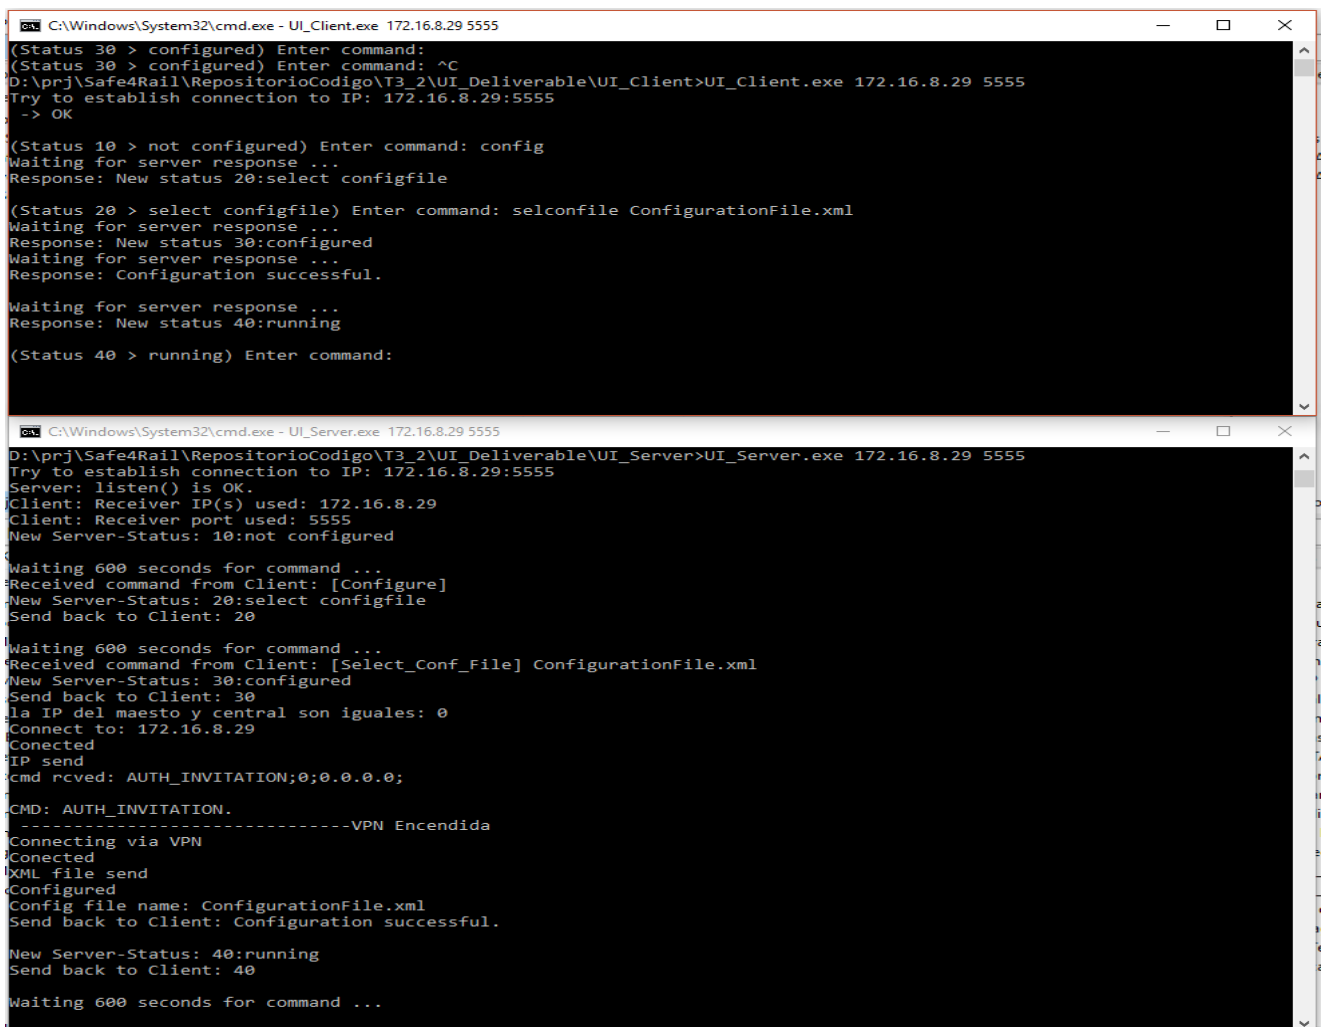 C:\Windows\System32\cmd.exe - UI_Client.exe 172.16.8.29 5555
(Status 30 > configured) Enter command:
(Status 30 > configured) Enter command: ^C
D:\prj\Safe4Rail\RepositorioCodigo\T3_2\UI_Deliverable\UI_Client>UI_Client.exe 172.16.8.29 5555
Try to establish connection to IP: 172.16.8.29:5555
-> OK
(Status 10 > not configured) Enter command: config
Waiting for server response ...
Response: New status 20:select configfile
(Status 20 > select configfile) Enter command: selconfile ConfigurationFile.xml
Waiting for server response ...
Response: New status 30:configured
Waiting for server response ...
Response: Configuration successful.
Waiting for server response ...
Response: New status 40:running
(Status 40 > running) Enter command:
C:\Windows\System32\cmd.exe - UI_Server.exe 172.16.8.29 5555
D:\prj\Safe4Rail\RepositorioCodigo\T3_2\UI_Deliverable\UI_Server>UI_Server.exe 172.16.8.29 5555
Try to establish connection to IP: 172.16.8.29:5555
Server: listen() is OK.
Client: Receiver IP(s) used: 172.16.8.29
Client: Receiver port used: 5555
New Server-Status: 10:not configured
Waiting 600 seconds for command ...
Received command from Client: [Configure]
New Server-Status: 20:select configfile
Send back to Client: 20
Waiting 600 seconds for command ...
Received command from Client: [Select_Conf_File] ConfigurationFile.xml
New Server-Status: 30:configured
Send back to Client: 30
la IP del maesto y central son iguales: 0
Connect to: 172.16.8.29
Conected
IP send
cmd rcved: AUTH_INVITATION;0;0.0.0.0;
CMD: AUTH_INVITATION.
-------------------------------VPN Encendida
Connecting via VPN
Conected
XML file send
Configured
Config file name: ConfigurationFile.xml
Send back to Client: Configuration successful.
New Server-Status: 40:running
Send back to Client: 40
Waiting 600 seconds for command ...